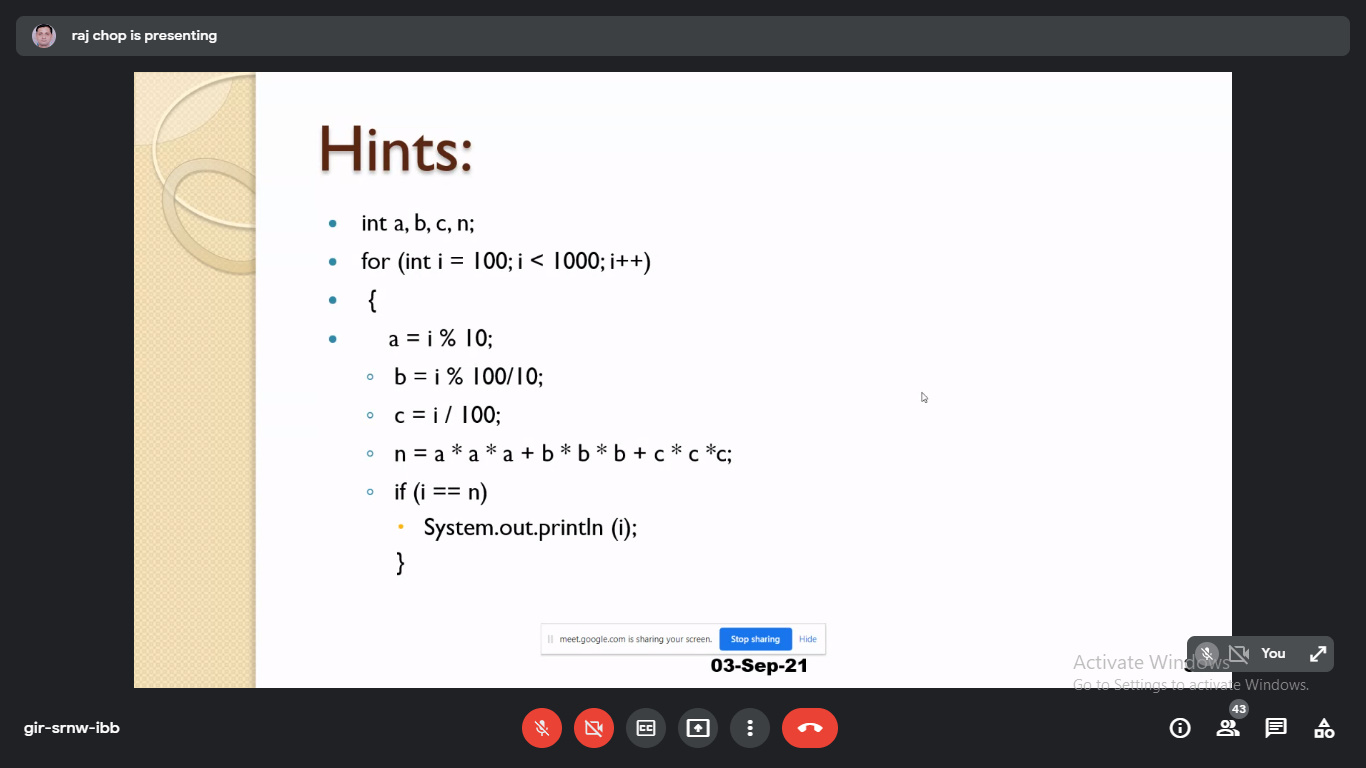 raj chop is presenting
Hints:
int a, b, c, n;
for (int i = 100; i < 1000; i++)
{
a = i % 10;
b = i % 100/10;
c = i / 100;
n = a * a * a + b * b * b + c * c *c;
if (i == n)
System.out.println (i);
}
meet.google.com is sharing your screen. Stop sharing Hide
03-Sep-21
You
Activate Windows
Go to Settings to activate Windows.
43
gir-srnw-ibb
CC